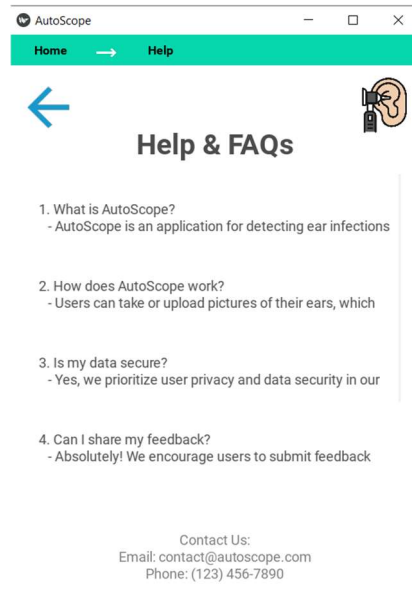 AutoScope
Home → Help
Help & FAQs
1. What is AutoScope?
- AutoScope is an application for detecting ear infections
2. How does AutoScope work?
- Users can take or upload pictures of their ears, which
3. Is my data secure?
- Yes, we prioritize user privacy and data security in our
4. Can I share my feedback?
- Absolutely! We encourage users to submit feedback
Contact Us:
Email: contact@autoscope.com
Phone: (123) 456-7890